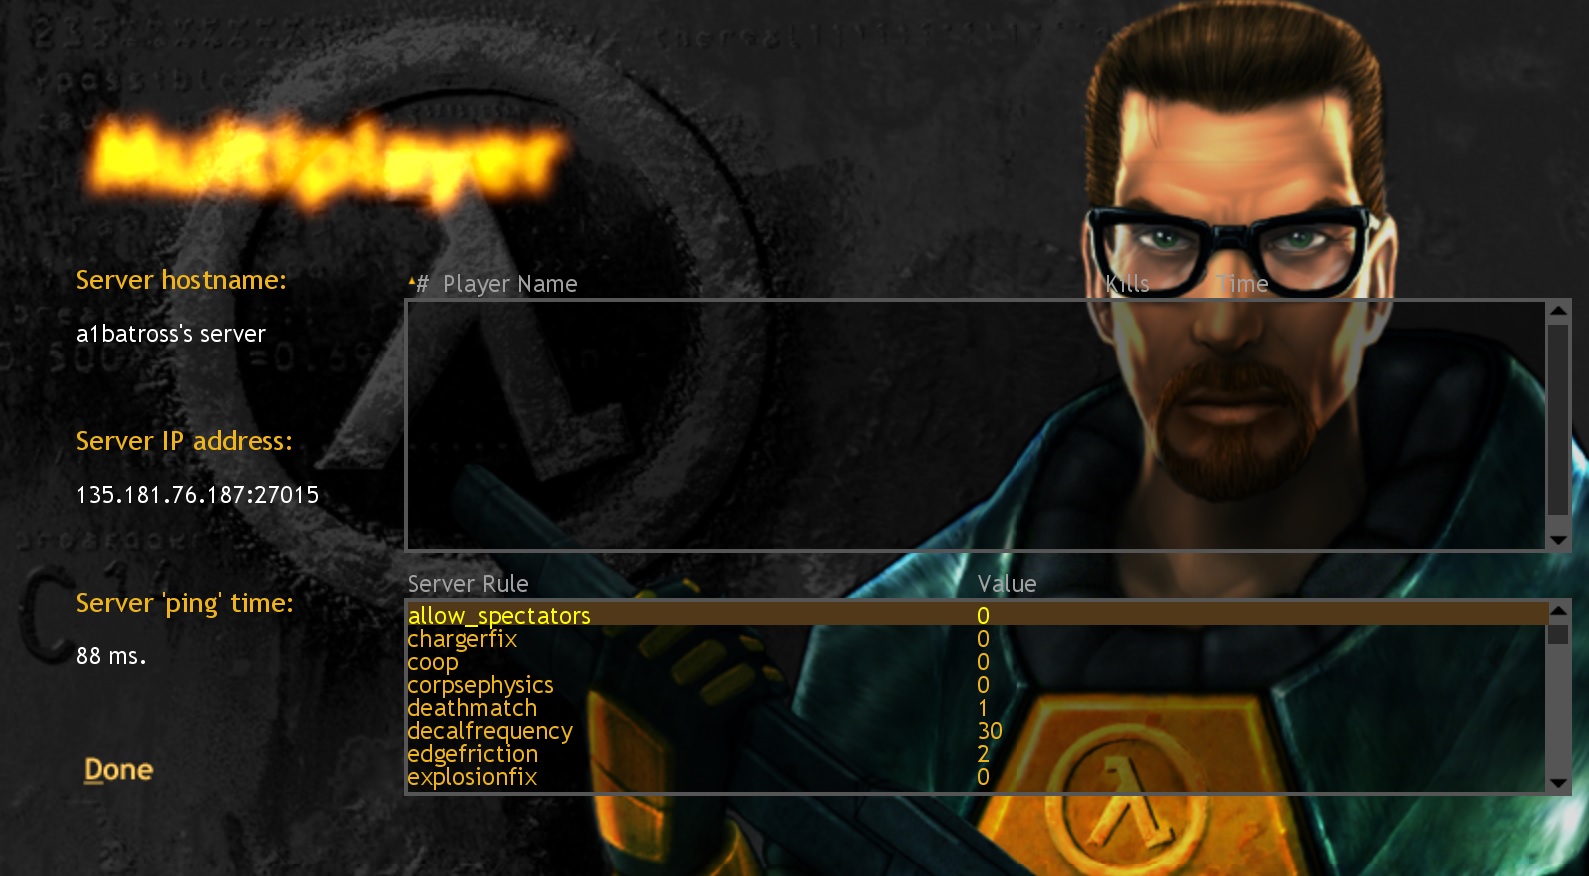 Multiplayer
Server hostname:
a1batross's server
Server IP address:
135.181.76.187:27015
Server 'ping' time:
88 ms.
Done
# Player Name Kills Time
Server Rule Value
allow_spectators 0
chargerfix 0
coop 0
corpsephysics 0
deathmatch 1
decalfrequency 30
edgefriction 2
explosionfix 0